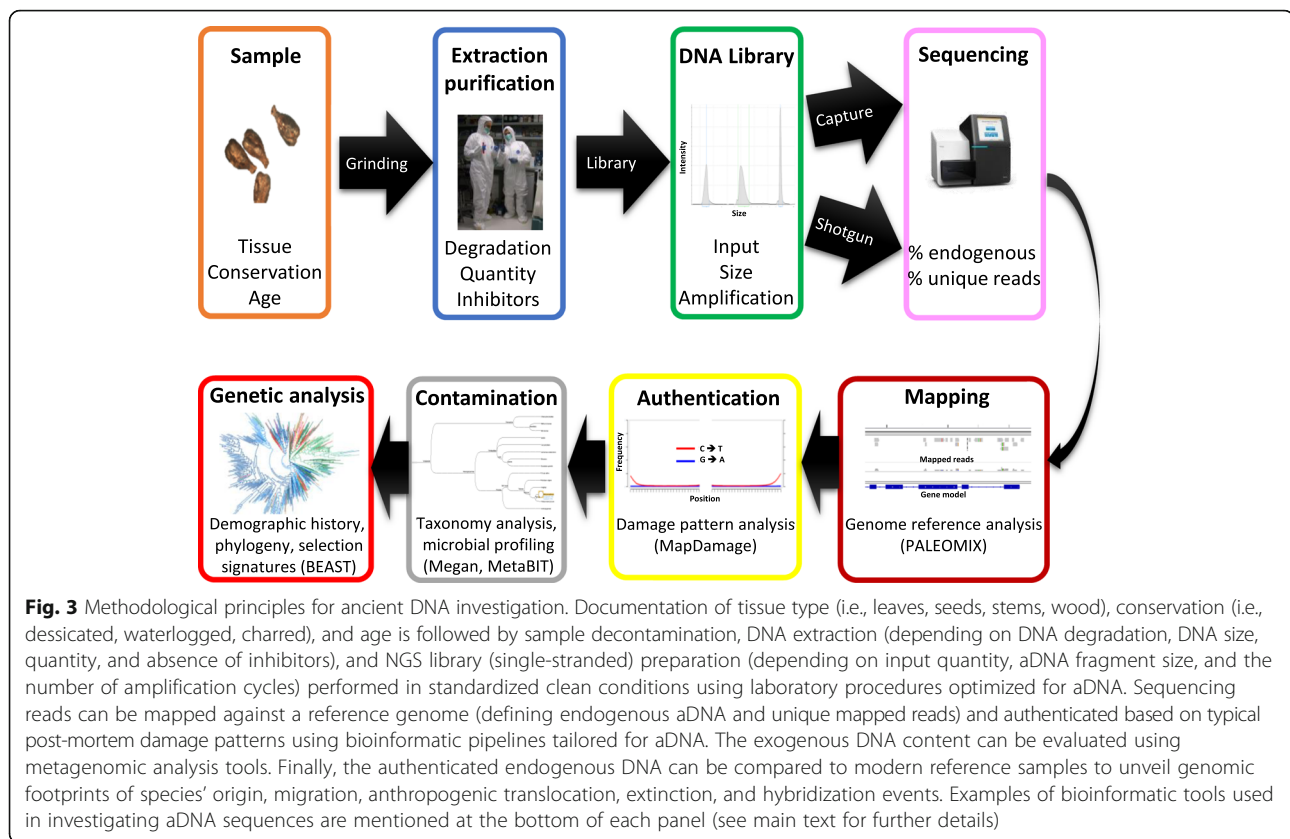 Sample
Tissue
Conservation
Age
Grinding
Extraction
purification
Degradation
Quantity
Inhibitors
Library
DNA Library
Intensity
Size
Input
Size
Amplification
Capture
Shotgun
Sequencing
% endogenous
% unique reads
Mapping
Mapped reads
Gene model
Genome reference analysis
(PALEOMIX)
Authentication
Frequency
C → T
G → A
Position
Damage pattern analysis
(MapDamage)
Contamination
Taxonomy analysis,
microbial profiling
(Megan, MetaBIT)
Genetic analysis
Demographic history,
phylogeny, selection
signatures (BEAST)
Fig. 3 Methodological principles for ancient DNA investigation. Documentation of tissue type (i.e., leaves, seeds, stems, wood), conservation (i.e.,
dessicated, waterlogged, charred), and age is followed by sample decontamination, DNA extraction (depending on DNA degradation, DNA size,
quantity, and absence of inhibitors), and NGS library (single-stranded) preparation (depending on input quantity, aDNA fragment size, and the
number of amplification cycles) performed in standardized clean conditions using laboratory procedures optimized for aDNA. Sequencing
reads can be mapped against a reference genome (defining endogenous aDNA and unique mapped reads) and authenticated based on typical
post-mortem damage patterns using bioinformatic pipelines tailored for aDNA. The exogenous DNA content can be evaluated using
metagenomic analysis tools. Finally, the authenticated endogenous DNA can be compared to modern reference samples to unveil genomic
footprints of species' origin, migration, anthropogenic translocation, extinction, and hybridization events. Examples of bioinformatic tools used
in investigating aDNA sequences are mentioned at the bottom of each panel (see main text for further details)